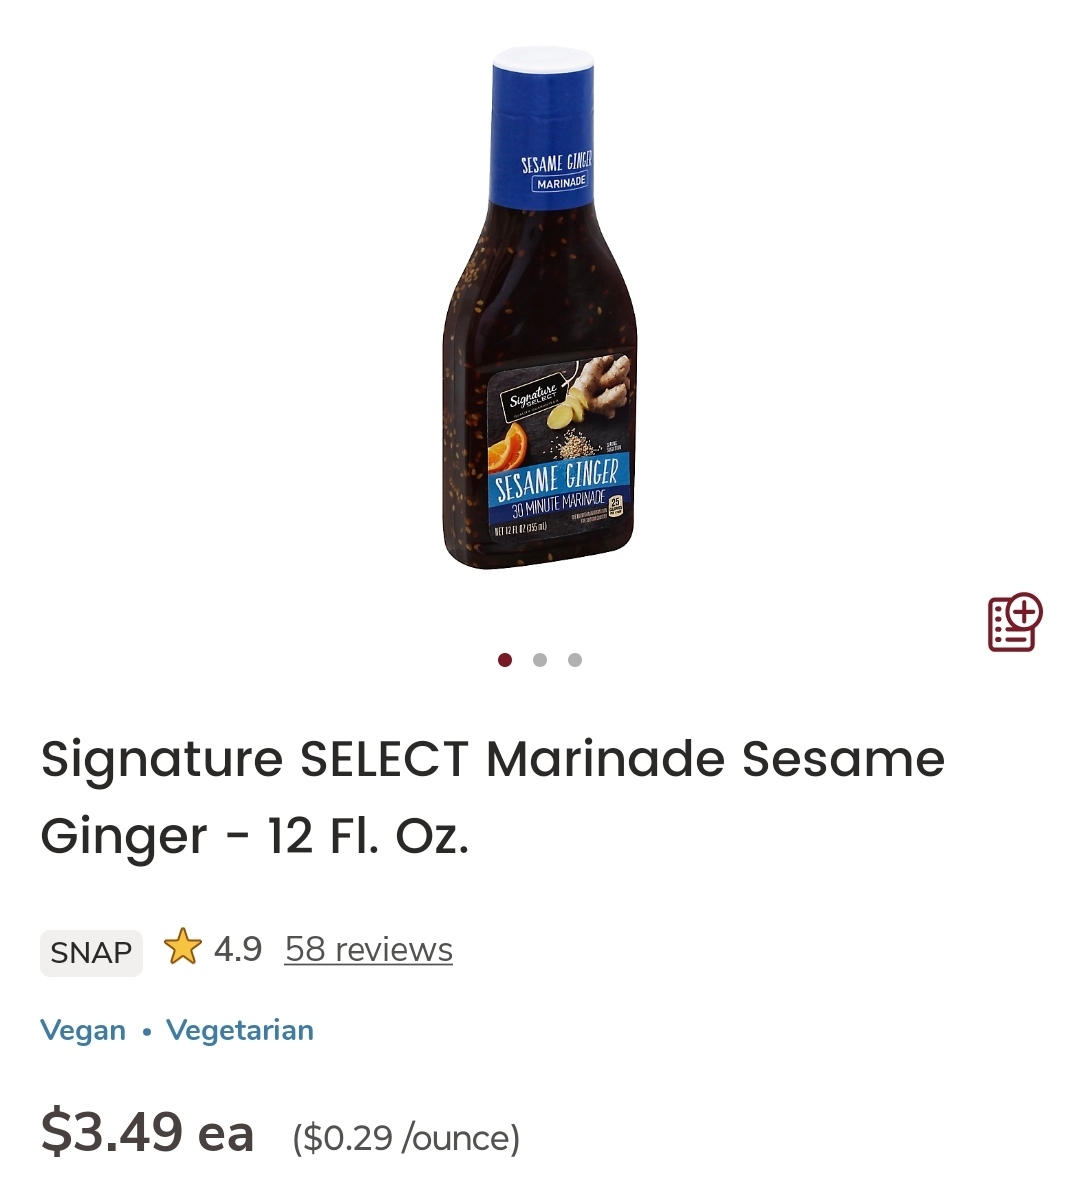 SESAME GINGER
MARINADE
Signature
SELECT
SESAME GINGER
30 MINUTE MARINADE
25
NET 12 FL OZ (355 mL)
Signature SELECT Marinade Sesame
Ginger - 12 Fl. Oz.
SNAP 4.9 58 reviews
Vegan • Vegetarian
$3.49 ea ($0.29 /ounce)